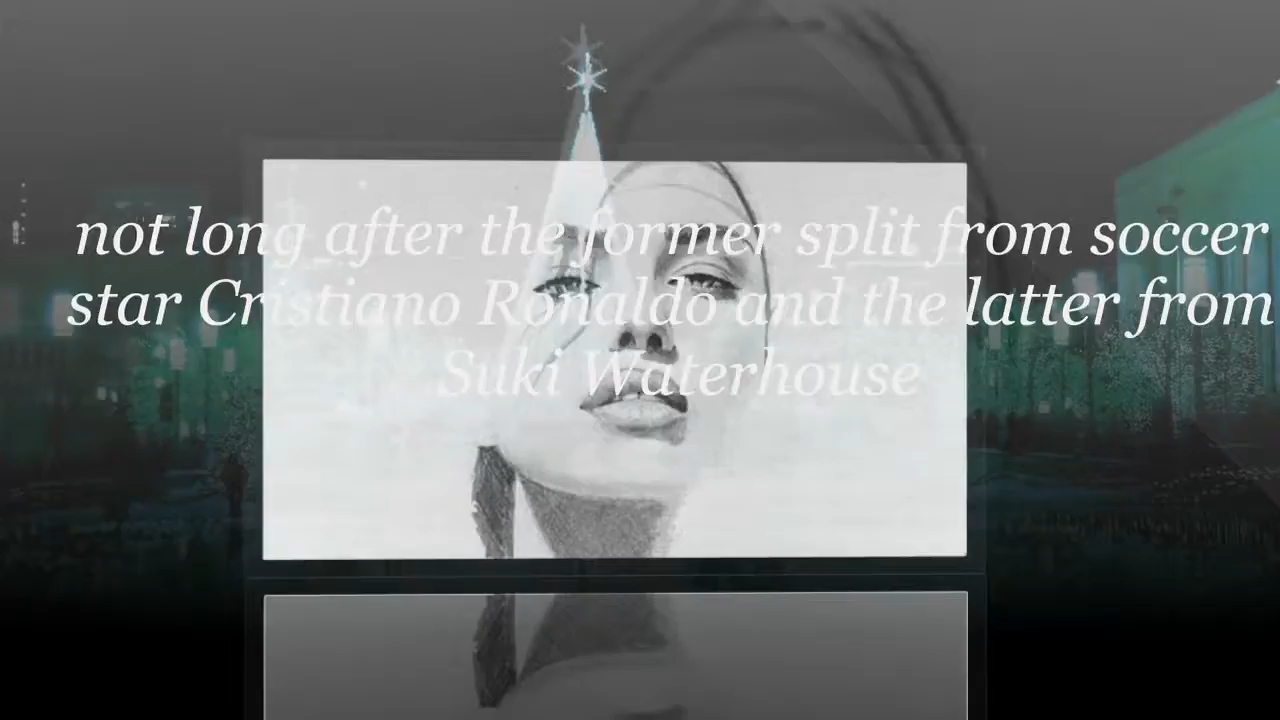 not long after the former split from soccer
star Cristiano Ronaldo and the latter from
Suki Waterhouse